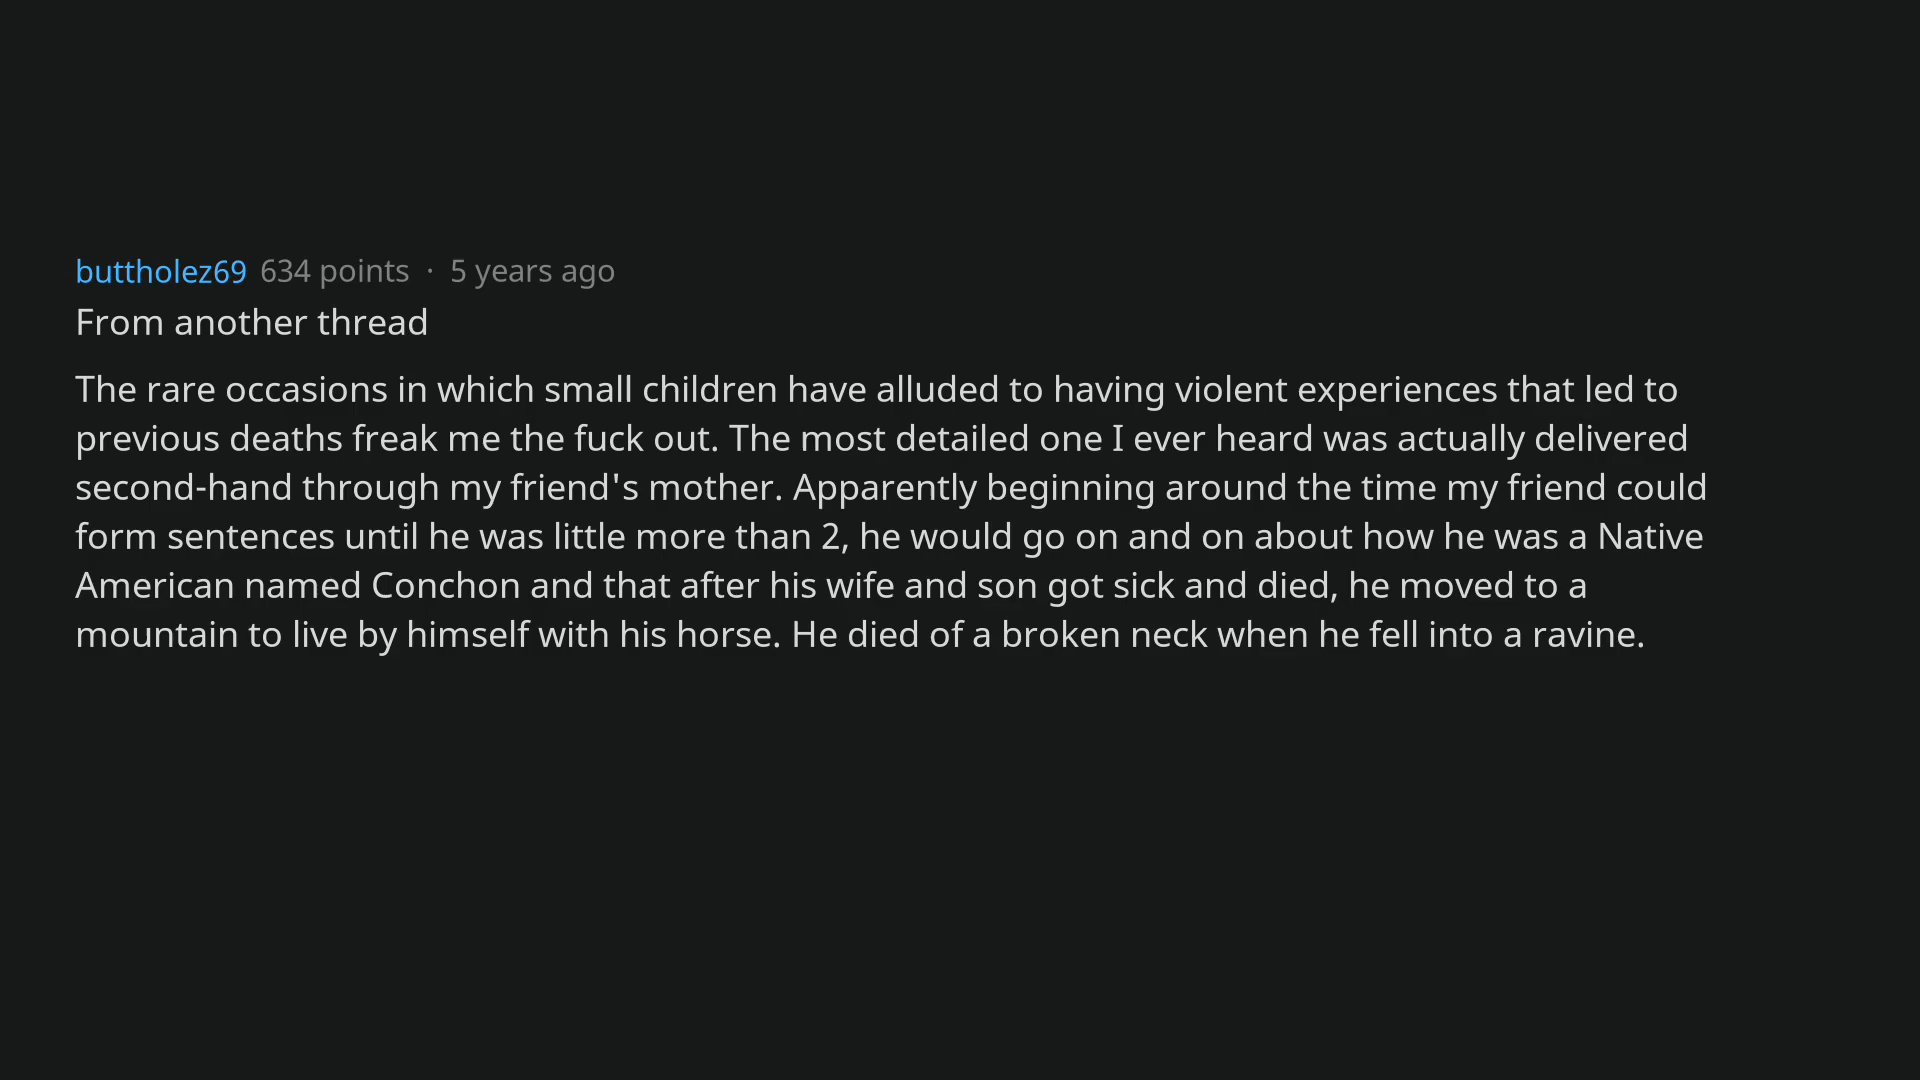 buttholez69 634 points · 5 years ago
From another thread
The rare occasions in which small children have alluded to having violent experiences that led to
previous deaths freak me the fuck out. The most detailed one I ever heard was actually delivered
second-hand through my friend's mother. Apparently beginning around the time my friend could
form sentences until he was little more than 2, he would go on and on about how he was a Native
American named Conchon and that after his wife and son got sick and died, he moved to a
mountain to live by himself with his horse. He died of a broken neck when he fell into a ravine.